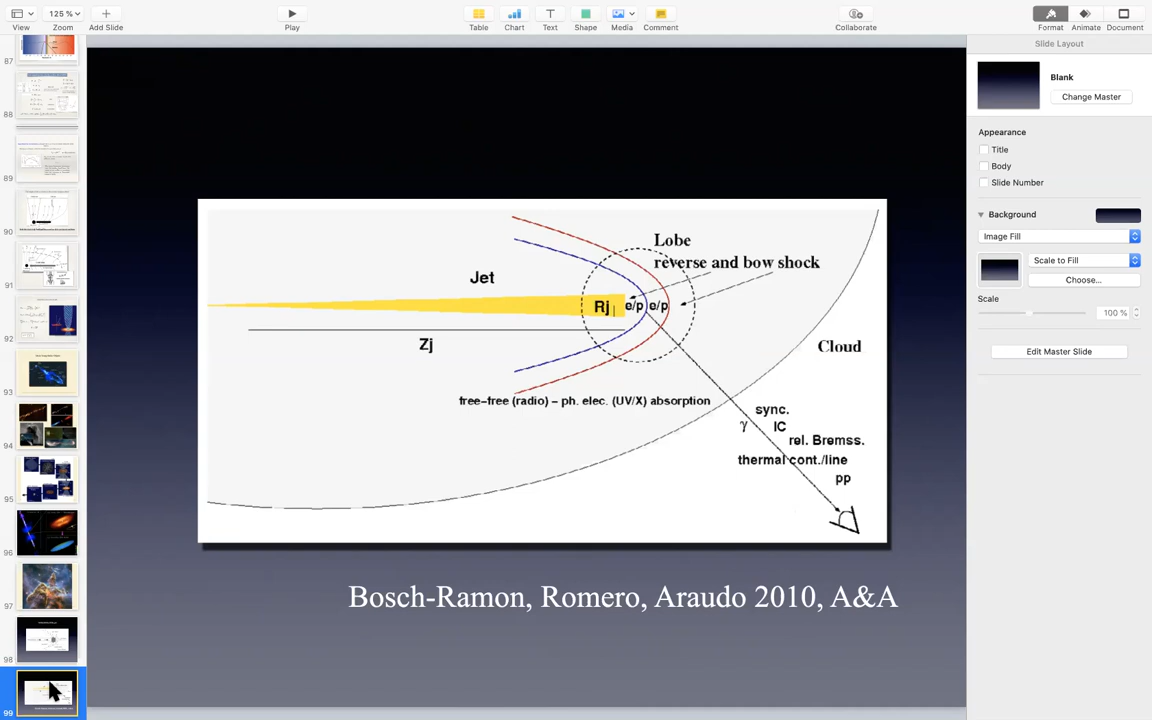 125 %
View
Zoom
Add Slide
Play
Table
Chart
Text
Shape
Media
Comment
Collaborate
Format
Animate
Document
Slide Layout
Blank
Change Master
Appearance
Title
Body
Slide Number
Background
Image Fill
Scale to Fill
Choose...
Scale
100 %
Edit Master Slide
87
88
89
90
91
92
93
94
95
96
97
98
99
Lobe
reverse and bow shock
Jet
Rj
e/p e/p
Zj
Cloud
free-free (radio) – ph. elec. (UV/X) absorption
sync.
γ IC
rel. Bremss.
thermal cont./line
pp
Bosch-Ramon, Romero, Araudo 2010, A&A